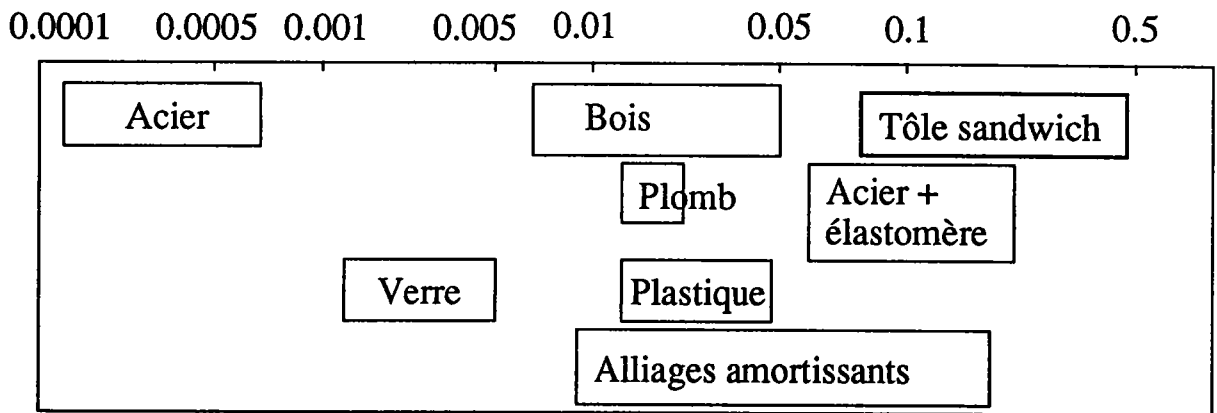 0.0001 0.0005 0.001 0.005 0.01 0.05 0.1 0.5
Acier Bois Tôle sandwich
Plomb Acier +
élastomère
Verre Plastique
Alliages amortissants